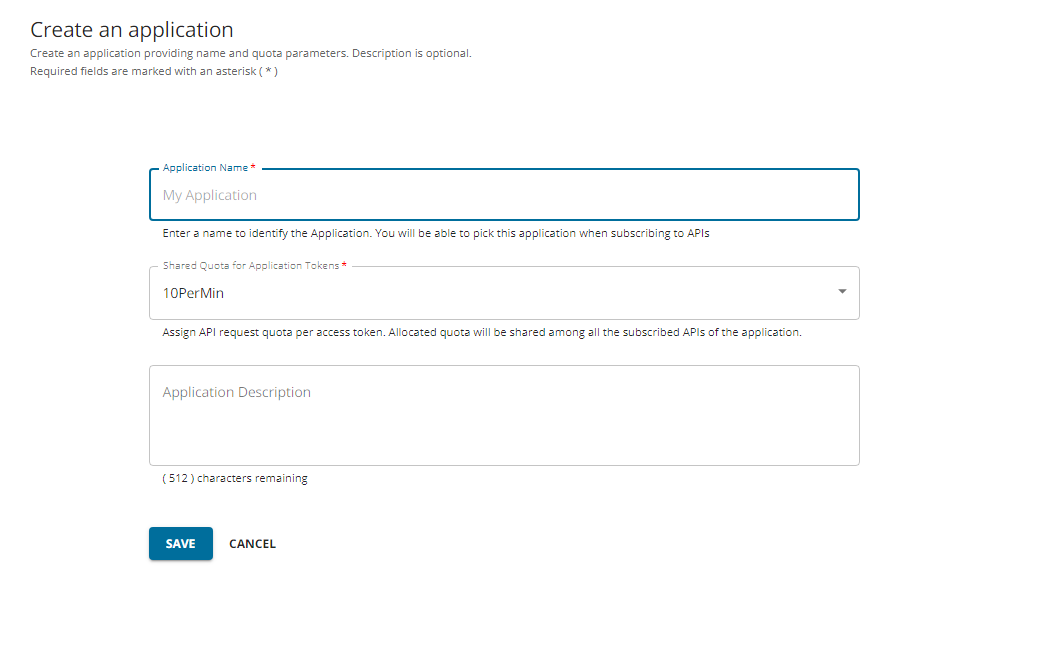 Create an application
Create an application providing name and quota parameters. Description is optional.
Required fields are marked with an asterisk ( * )
Application Name *
My Application
Enter a name to identify the Application. You will be able to pick this application when subscribing to APIs
Shared Quota for Application Tokens *
10PerMin
Assign API request quota per access token. Allocated quota will be shared among all the subscribed APIs of the application.
Application Description
( 512 ) characters remaining
SAVE CANCEL